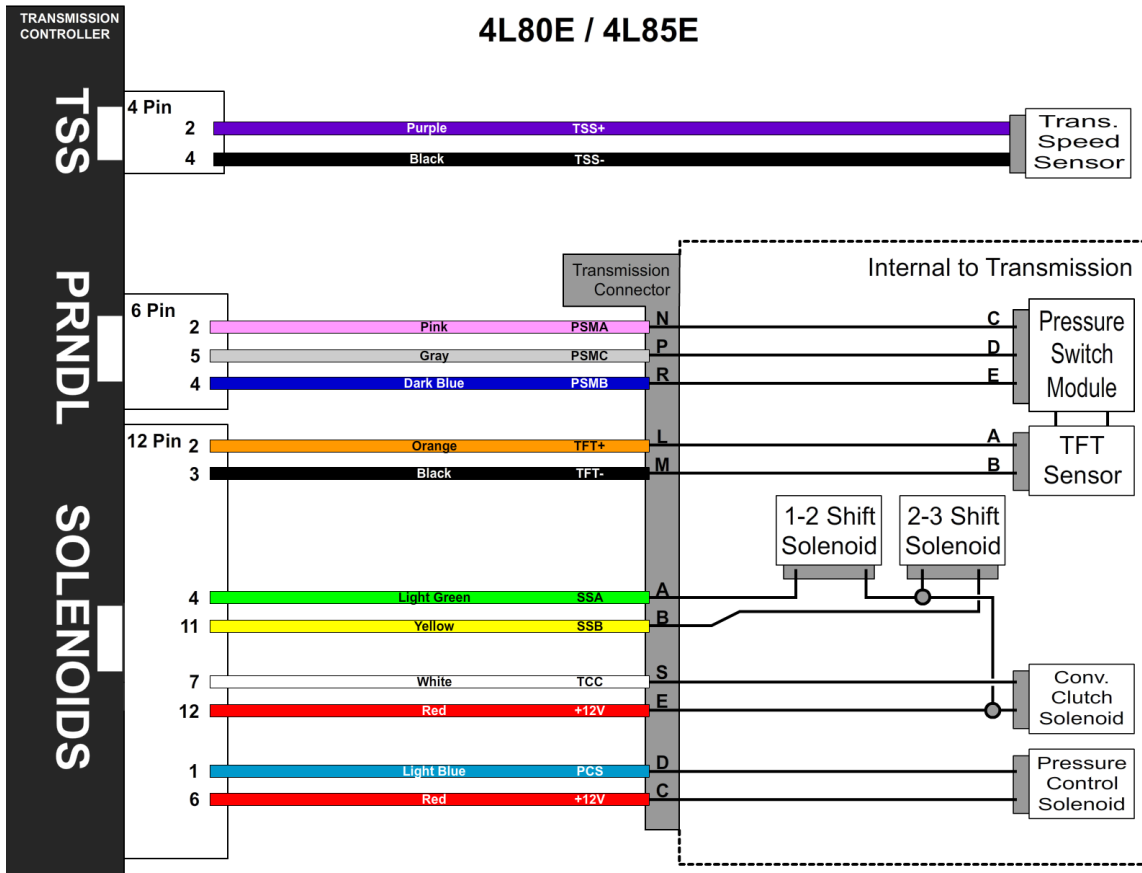 TRANSMISSION
CONTROLLER
4L80E / 4L85E
TSS
4 Pin
2 Purple TSS+
4 Black TSS-
Trans.
Speed
Sensor
Transmission
Connector
Internal to Transmission
PRNDL
6 Pin
2 Pink PSMA N C
5 Gray PSMC P D
4 Dark Blue PSMB R E
Pressure
Switch
Module
SOLENOIDS
12 Pin
2 Orange TFT+ L A
3 Black TFT- M B
TFT
Sensor
1-2 Shift
Solenoid
2-3 Shift
Solenoid
4 Light Green SSA A
11 Yellow SSB B
7 White TCC S
12 Red +12V E
Conv.
Clutch
Solenoid
1 Light Blue PCS D
6 Red +12V C
Pressure
Control
Solenoid